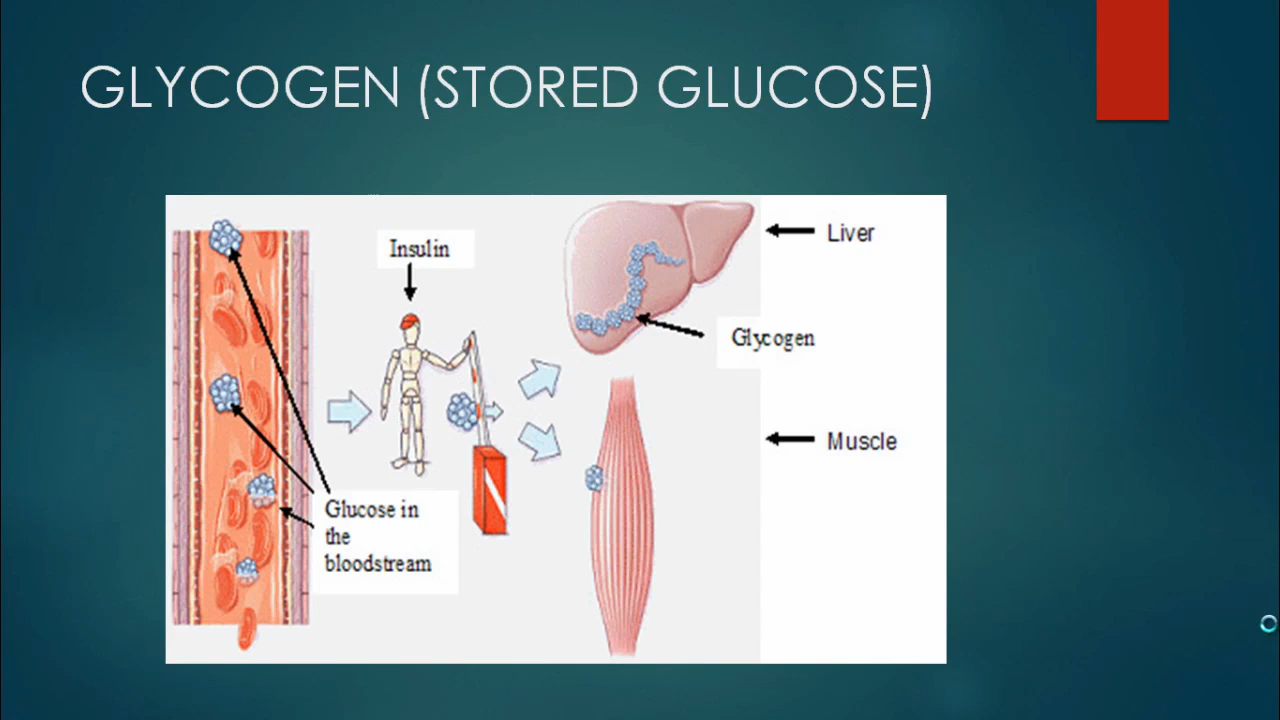 GLYCOGEN (STORED GLUCOSE)
Insulin
Liver
Glycogen
Muscle
Glucose in
the
bloodstream